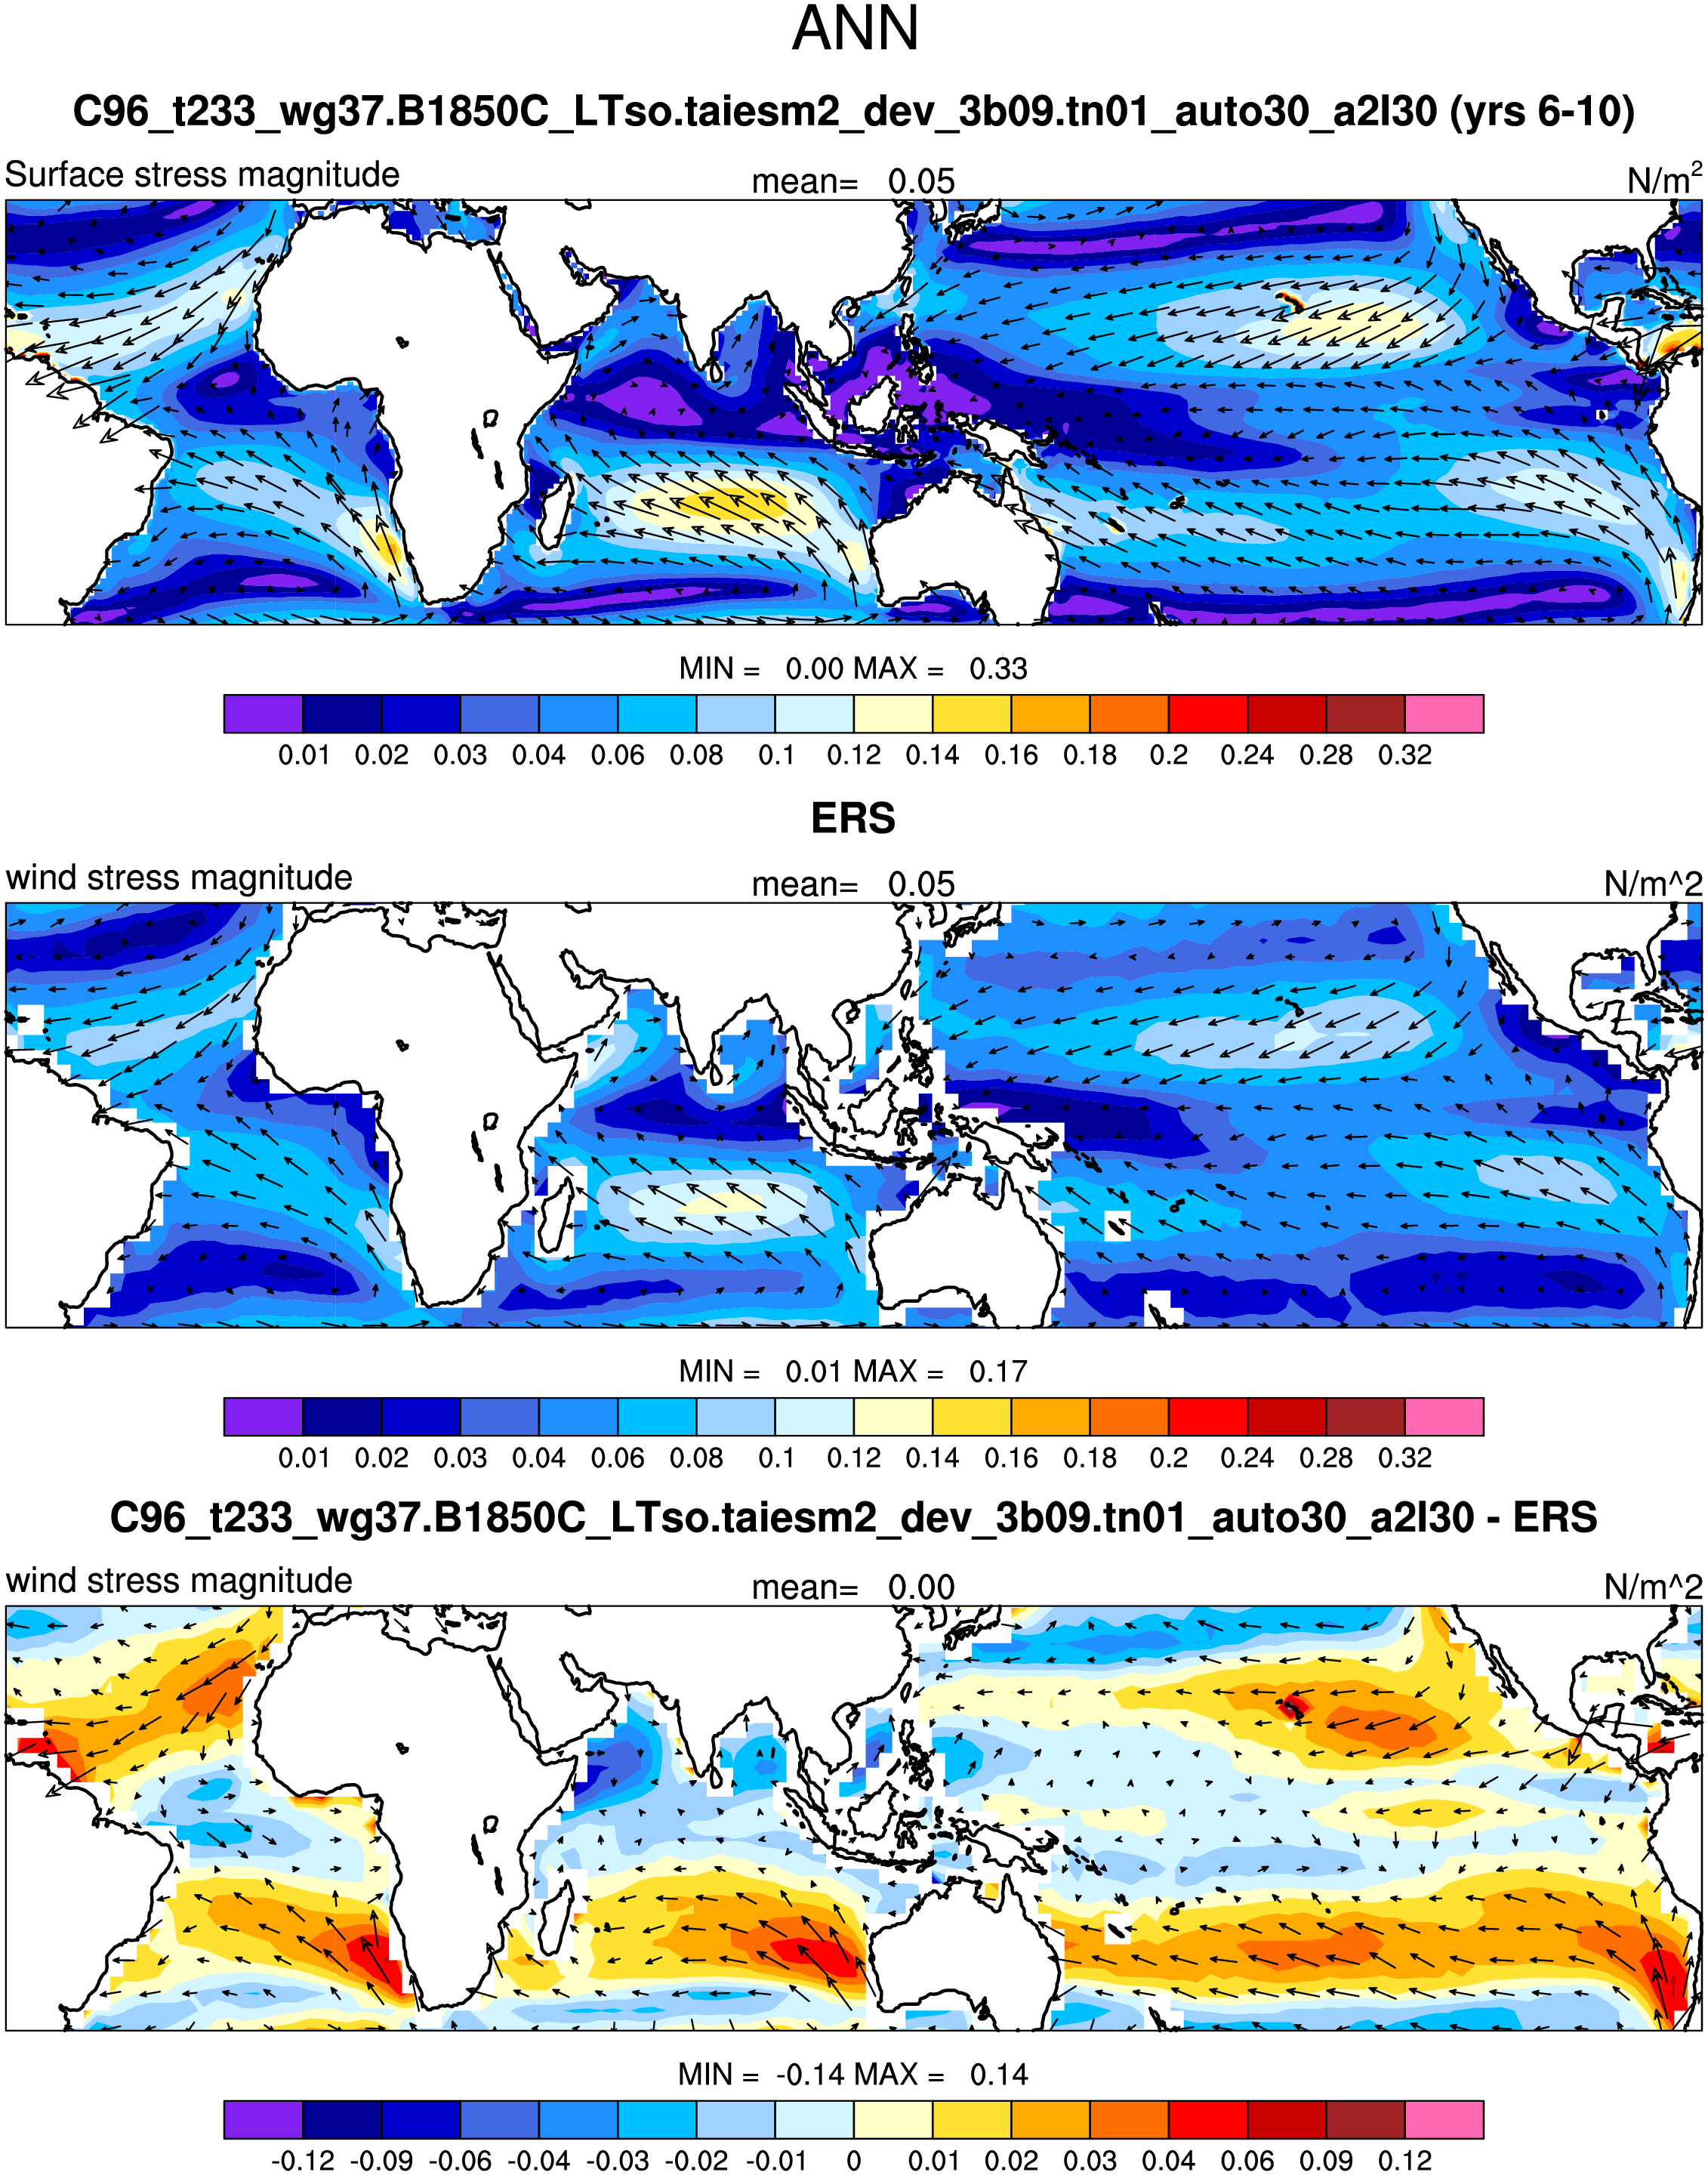 ANN
C96_t233_wg37.B1850C_LTso.taiesm2_dev_3b09.tn01_auto30_a2l30 (yrs 6-10)
Surface stress magnitude mean= 0.05 N/m2
MIN = 0.00 MAX = 0.33
0.01 0.02 0.03 0.04 0.06 0.08 0.1 0.12 0.14 0.16 0.18 0.2 0.24 0.28 0.32
ERS
wind stress magnitude mean= 0.05 N/m^2
MIN = 0.01 MAX = 0.17
0.01 0.02 0.03 0.04 0.06 0.08 0.1 0.12 0.14 0.16 0.18 0.2 0.24 0.28 0.32
C96_t233_wg37.B1850C_LTso.taiesm2_dev_3b09.tn01_auto30_a2l30 - ERS
wind stress magnitude mean= 0.00 N/m^2
MIN = -0.14 MAX = 0.14
-0.12 -0.09 -0.06 -0.04 -0.03 -0.02 -0.01 0 0.01 0.02 0.03 0.04 0.06 0.09 0.12